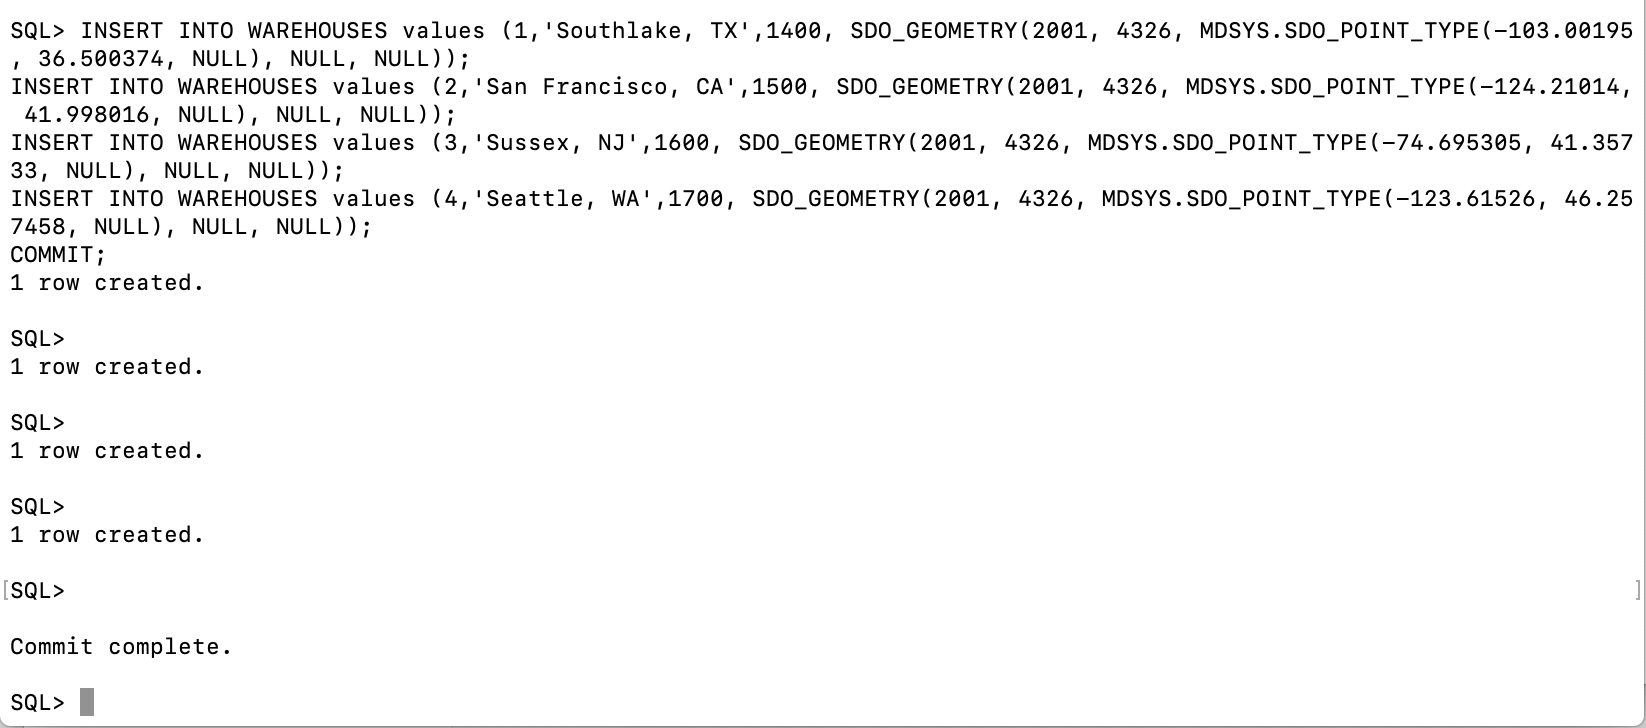 SQL> INSERT INTO WAREHOUSES values (1,'Southlake, TX',1400, SDO_GEOMETRY(2001, 4326, MDSYS.SDO_POINT_TYPE(-103.00195
, 36.500374, NULL), NULL, NULL));
INSERT INTO WAREHOUSES values (2,'San Francisco, CA',1500, SDO_GEOMETRY(2001, 4326, MDSYS.SDO_POINT_TYPE(-124.21014,
 41.998016, NULL), NULL, NULL));
INSERT INTO WAREHOUSES values (3,'Sussex, NJ',1600, SDO_GEOMETRY(2001, 4326, MDSYS.SDO_POINT_TYPE(-74.695305, 41.357
33, NULL), NULL, NULL));
INSERT INTO WAREHOUSES values (4,'Seattle, WA',1700, SDO_GEOMETRY(2001, 4326, MDSYS.SDO_POINT_TYPE(-123.61526, 46.25
7458, NULL), NULL, NULL));
COMMIT;
1 row created.
SQL>
1 row created.
SQL>
1 row created.
SQL>
1 row created.
[SQL> ]
Commit complete.
SQL>